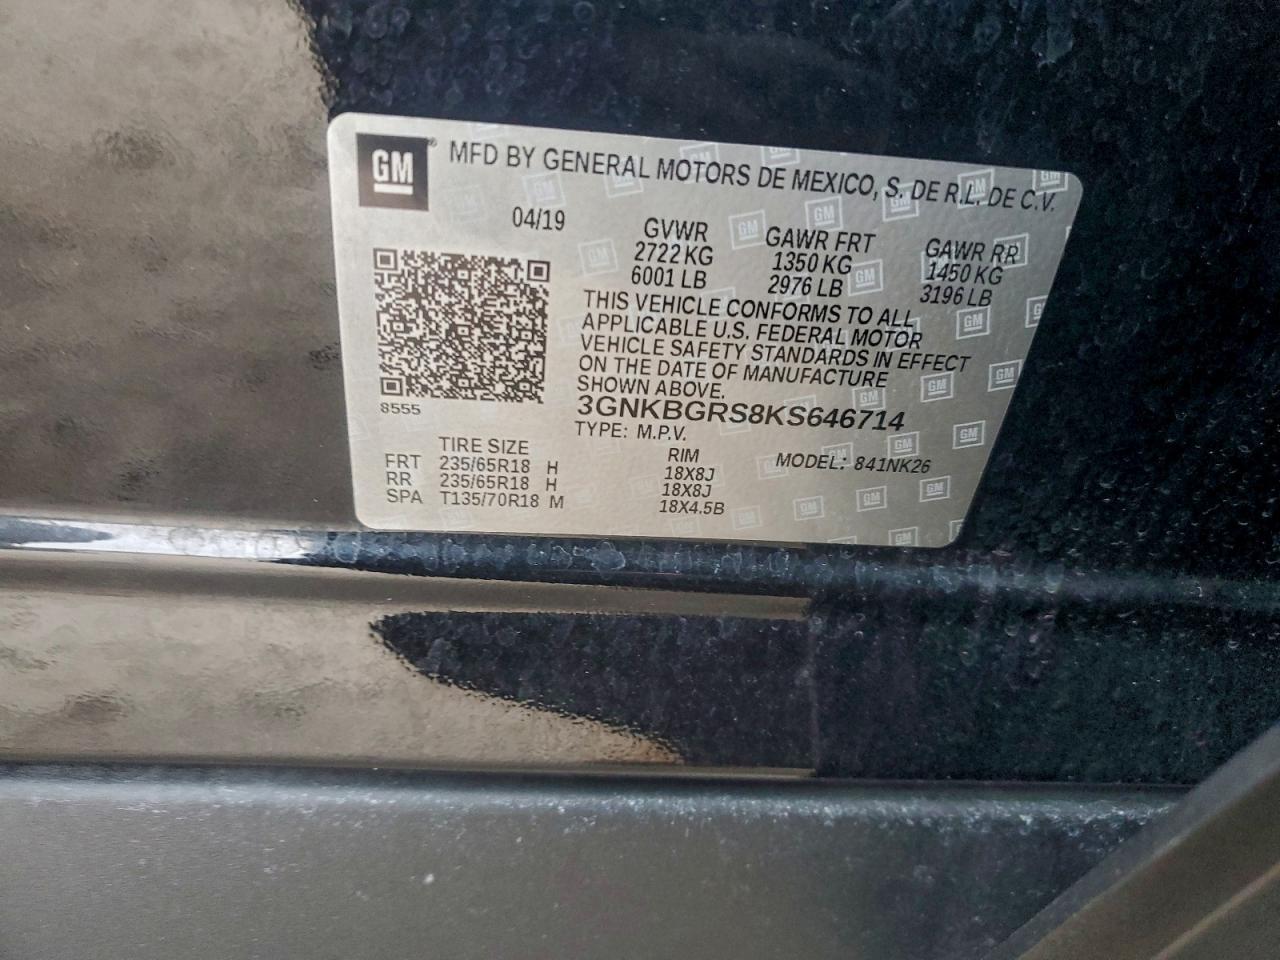 GM® MFD BY GENERAL MOTORS DE MEXICO, S. DE R.L. DE C.V.
04/19 GVWR GAWR FRT GAWR RR
2722 KG 1350 KG 1450 KG
6001 LB 2976 LB 3196 LB
THIS VEHICLE CONFORMS TO ALL
APPLICABLE U.S. FEDERAL MOTOR
VEHICLE SAFETY STANDARDS IN EFFECT
ON THE DATE OF MANUFACTURE
SHOWN ABOVE.
8555
3GNKBGRS8KS646714
TYPE: M.P.V.
TIRE SIZE RIM MODEL: 841NK26
FRT 235/65R18 H 18X8J
RR 235/65R18 H 18X8J
SPA T135/70R18 M 18X4.5B